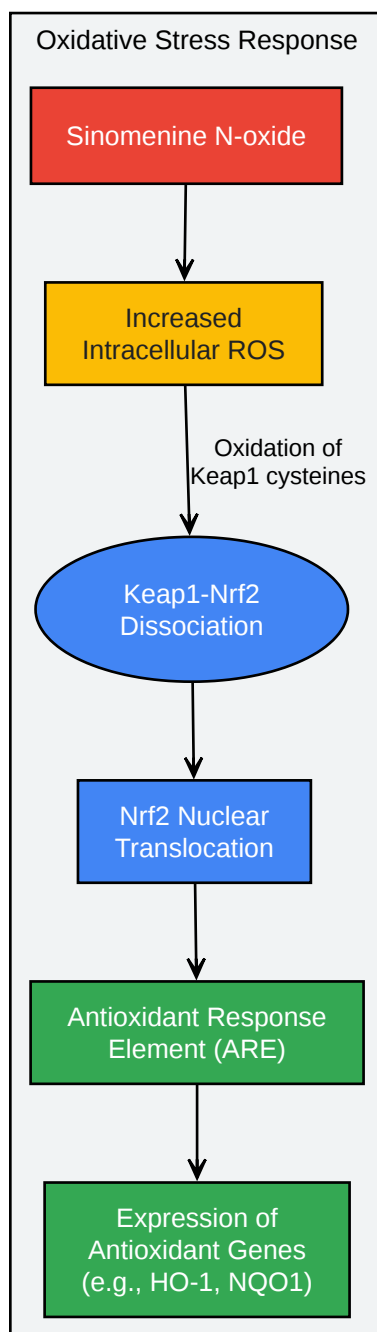 Oxidative Stress Response
Sinomenine N-oxide
Increased
Intracellular ROS
Oxidation of
Keap1 cysteines
Keap1-Nrf2
Dissociation
Nrf2 Nuclear
Translocation
Antioxidant Response
Element (ARE)
Expression of
Antioxidant Genes
(e.g., HO-1, NQO1)